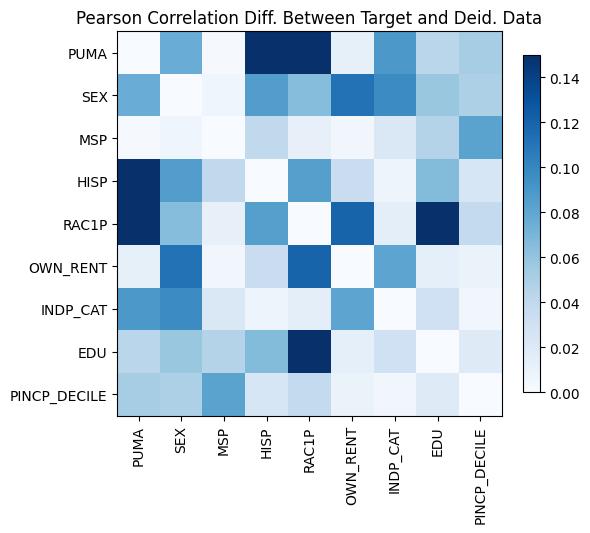 Pearson Correlation Diff. Between Target and Deid. Data
PUMA
SEX
MSP
HISP
RAC1P
OWN_RENT
INDP_CAT
EDU
PINCP_DECILE
PUMA
SEX
MSP
HISP
RAC1P
OWN_RENT
INDP_CAT
EDU
PINCP_DECILE
0.14
0.12
0.10
0.08
0.06
0.04
0.02
0.00